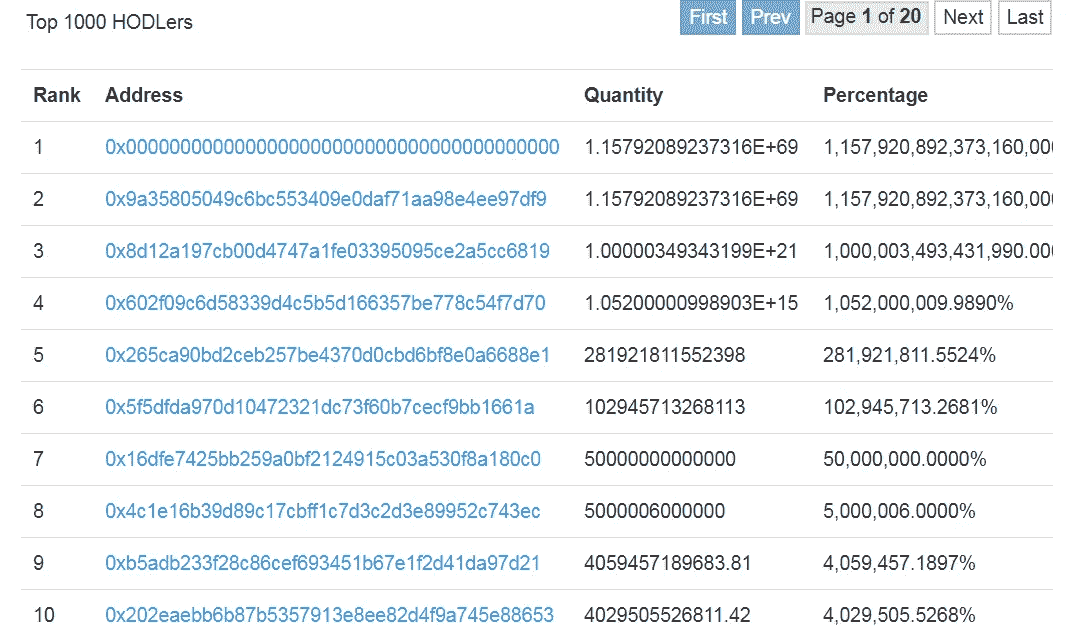 Top 1000 HODLers First Prev Page 1 of 20 Next Last
Rank Address Quantity Percentage
1 0x0000000000000000000000000000000000000000 1.15792089237316E+69 1,157,920,892,373,160,00
2 0x9a35805049c6bc553409e0daf71aa98e4ee97df9 1.15792089237316E+69 1,157,920,892,373,160,00
3 0x8d12a197cb00d4747a1fe03395095ce2a5cc6819 1.00000349343199E+21 1,000,003,493,431,990.00
4 0x602f09c6d58339d4c5b5d166357be778c54f7d70 1.05200000998903E+15 1,052,000,009.9890%
5 0x265ca90bd2ceb257be4370d0cbd6bf8e0a6688e1 281921811552398 281,921,811.5524%
6 0x5f5dfda970d10472321dc73f60b7cecf9bb1661a 102945713268113 102,945,713.2681%
7 0x16dfe7425bb259a0bf2124915c03a530f8a180c0 50000000000000 50,000,000.0000%
8 0x4c1e16b39d89c17cbff1c7d3c2d3e89952c743ec 5000006000000 5,000,006.0000%
9 0xb5adb233f28c86cef693451b67e1f2d41da97d21 4059457189683.81 4,059,457.1897%
10 0x202eaebb6b87b5357913e8ee82d4f9a745e88653 4029505526811.42 4,029,505.5268%